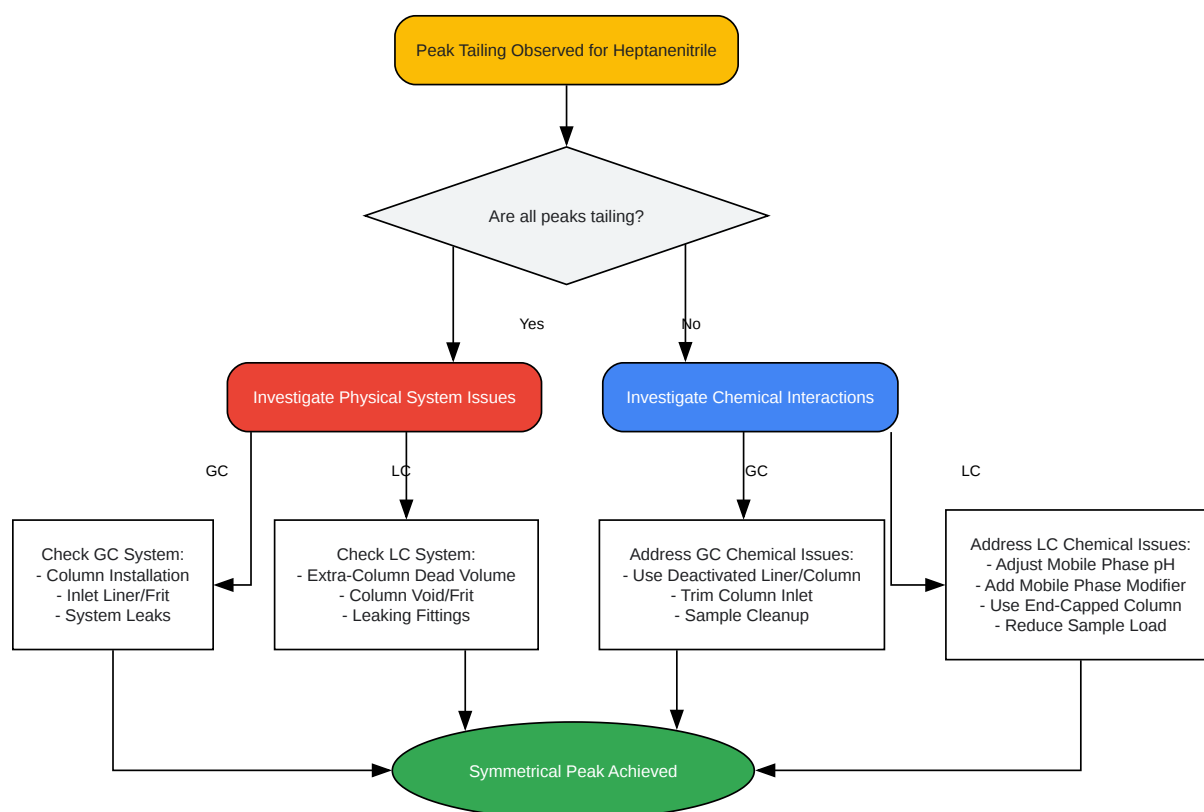 Peak Tailing Observed for Heptanenitrile
Are all peaks tailing?
Yes
No
Investigate Physical System Issues
Investigate Chemical Interactions
GC
LC
GC
LC
Check GC System:
- Column Installation
- Inlet Liner/Frit
- System Leaks
Check LC System:
- Extra-Column Dead Volume
- Column Void/Frit
- Leaking Fittings
Address GC Chemical Issues:
- Use Deactivated Liner/Column
- Trim Column Inlet
- Sample Cleanup
Address LC Chemical Issues:
- Adjust Mobile Phase pH
- Add Mobile Phase Modifier
- Use End-Capped Column
- Reduce Sample Load
Symmetrical Peak Achieved